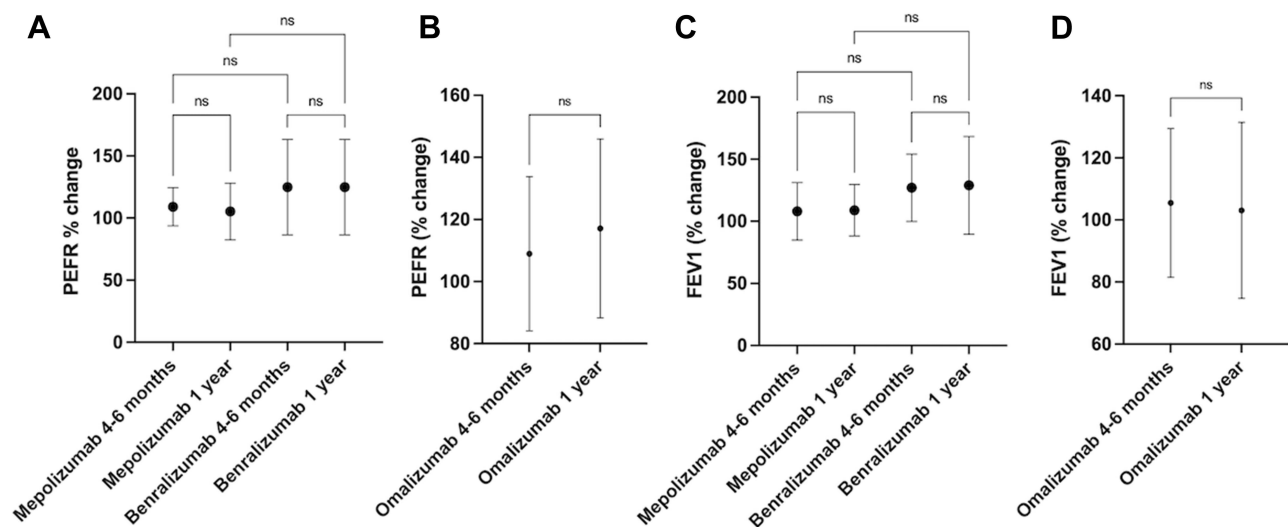 A
ns
ns
ns
ns
PEFR % change
200
150
100
50
0
Mepolizumab 4-6 months
Mepolizumab 1 year
Benralizumab 4-6 months
Benralizumab 1 year
B
ns
PEFR (% change)
160
140
120
100
80
Omalizumab 4-6 months
Omalizumab 1 year
C
ns
ns
ns
ns
FEV1 (% change)
200
150
100
50
0
Mepolizumab 4-6 months
Mepolizumab 1 year
Benralizumab 4-6 months
Benralizumab 1 year
D
ns
FEV1 (% change)
140
120
100
80
60
Omalizumab 4-6 months
Omalizumab 1 year